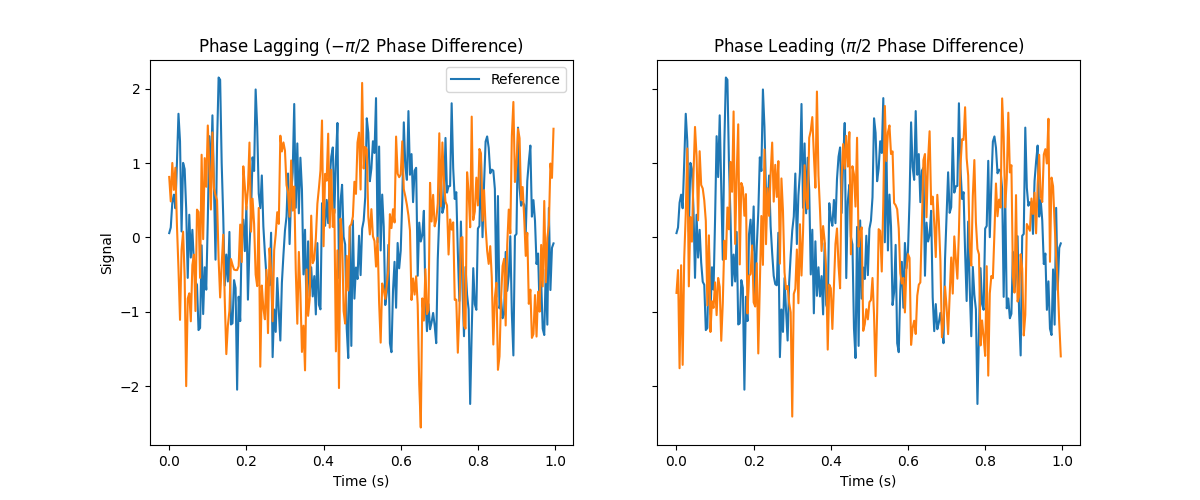 Phase Lagging (−π/2 Phase Difference)
Phase Leading (π/2 Phase Difference)
Reference
Signal
2
1
0
−1
−2
0.0 0.2 0.4 0.6 0.8 1.0
0.0 0.2 0.4 0.6 0.8 1.0
Time (s)
Time (s)